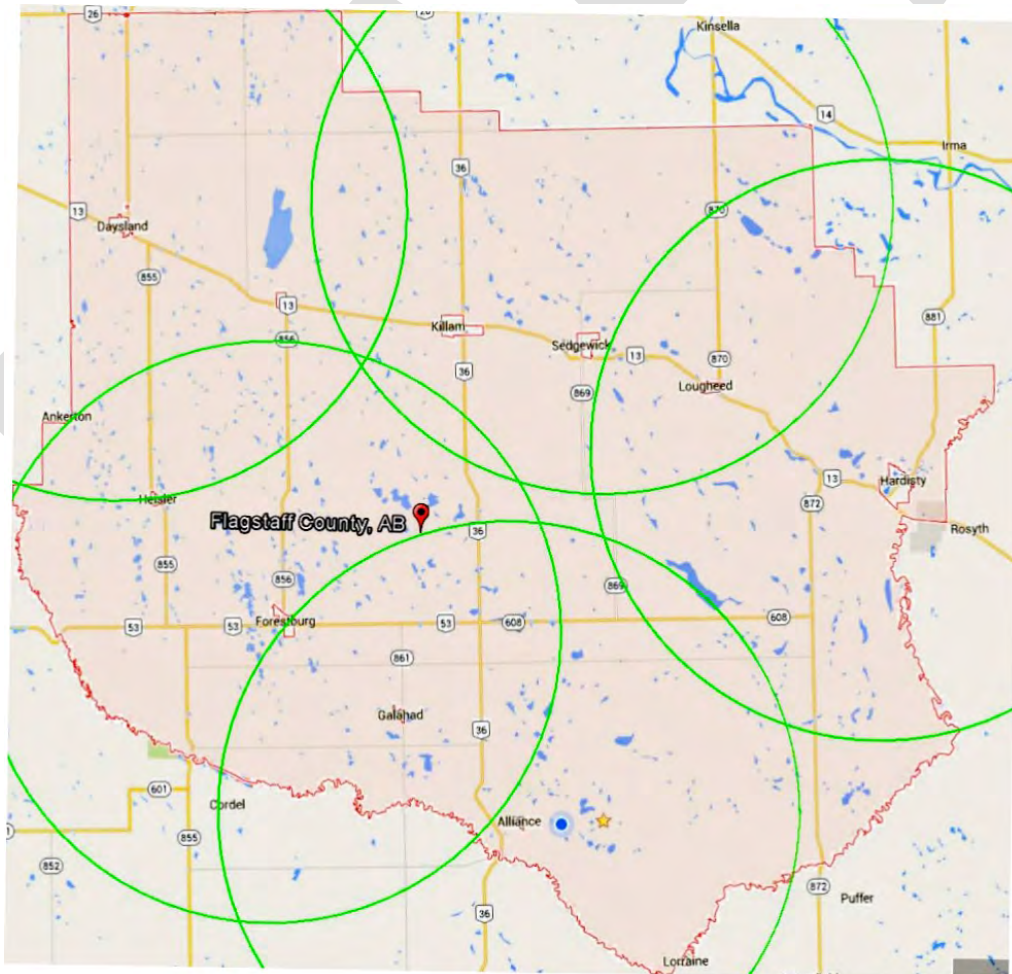 26
26
Kinsella
14
Irma
36
13
870
Daysland
855
13
881
856
Killam
Sedgewick
13
870
36
Lougheed
869
Ankerton
13
Hardisty
Heisler
872
Flagstaff County, AB
36
Rosyth
855
856
869
53
53
Forestburg
53
608
608
861
Galahad
36
601
Cordel
Alliance
855
852
872
Puffer
36
Lorraine